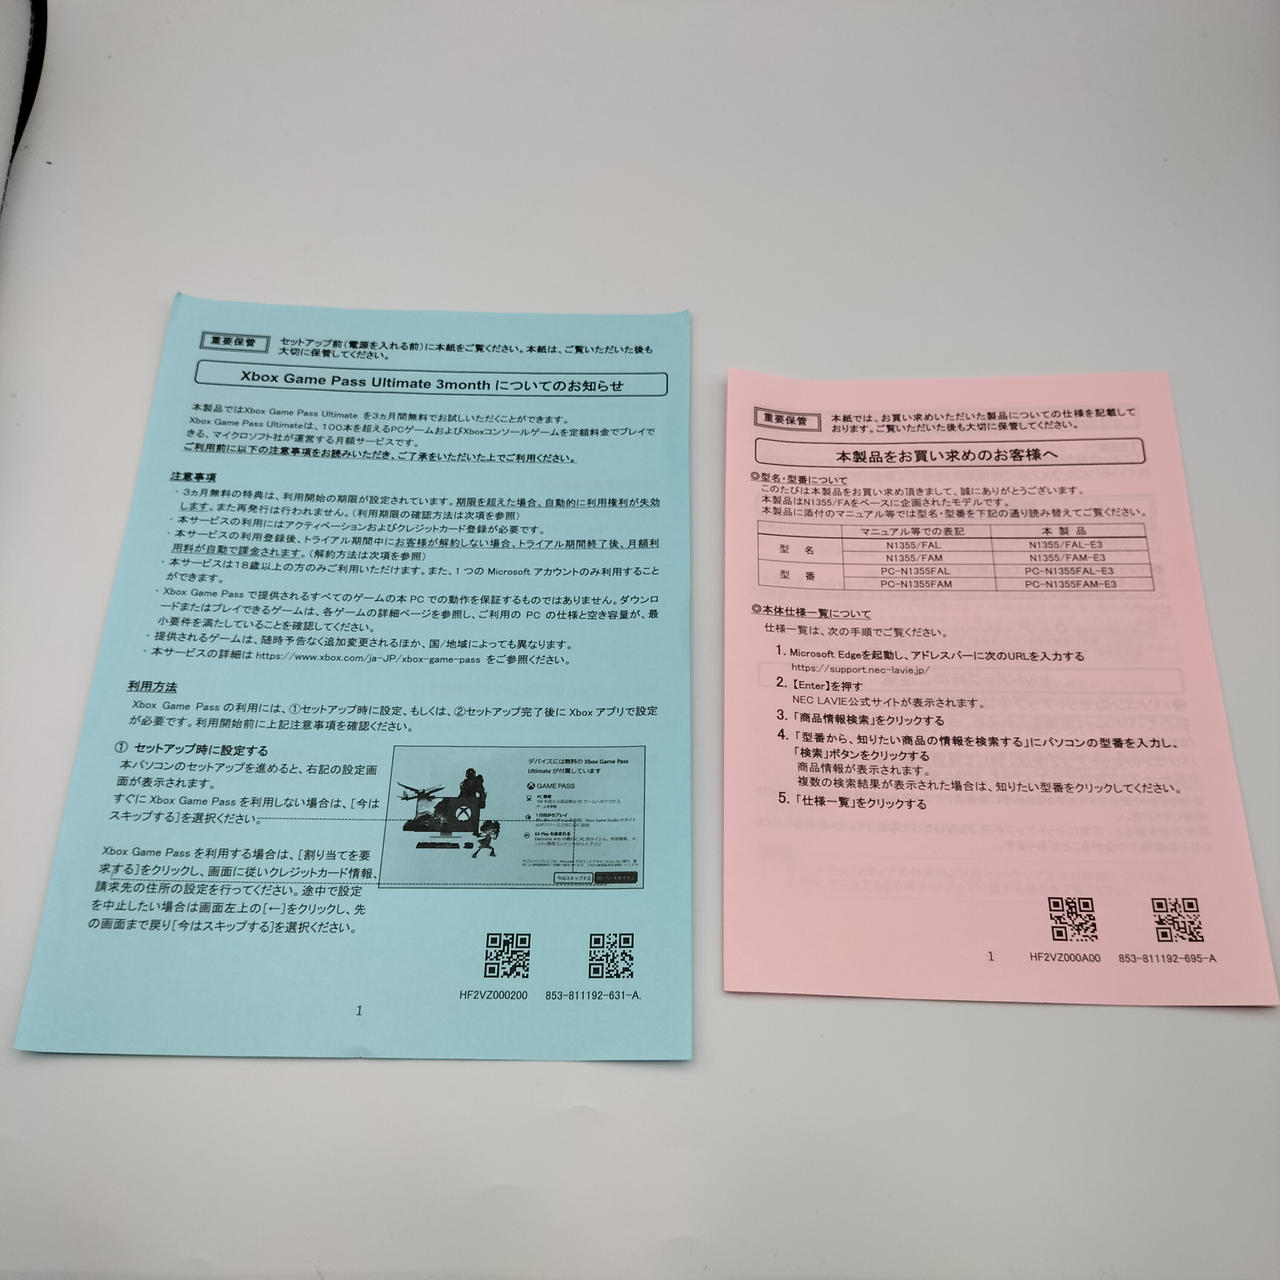 重要保管
セットアップ前(電源を入れる前)に本紙をご覧ください。本紙は、ご覧いただいた後も
大切に保管してください。
Xbox Game Pass Ultimate 3month についてのお知らせ
本製品ではXbox Game Pass Ultimate を3ヵ月間無料でお試しいただくことができます。
Xbox Game Pass Ultimateは、100本を超えるPCゲームおよびXboxコンソールゲームを定額料金でプレイで
きる、マイクロソフト社が運営する月額サービスです。
ご利用前に以下の注意事項をお読みいただき、ご了承をいただいた上でご利用ください。
注意事項
・3ヵ月無料の特典は、利用開始の期限が設定されています。期限を超えた場合、自動的に利用権利が失効
します。また再発行は行われません。(利用期限の確認方法は次項を参照)
・本サービスの利用にはアクティベーションおよびクレジットカード登録が必要です。
・本サービスの利用登録後、トライアル期間中にお客様が解約しない場合、トライアル期間終了後、月額利
用料が自動で課金されます。(解約方法は次項を参照)
・本サービスは18歳以上の方のみご利用いただけます。また、1つの Microsoft アカウントのみ利用すること
ができます。
・Xbox Game Pass で提供されるすべてのゲームの本 PC での動作を保証するものではありません。ダウンロ
ードまたはプレイできるゲームは、各ゲームの詳細ページを参照し、ご利用の PC の仕様と空き容量が、最
小要件を満たしていることを確認してください。
・提供されるゲームは、随時予告なく追加変更されるほか、国/地域によっても異なります。
・本サービスの詳細は https://www.xbox.com/ja-JP/xbox-game-pass をご参照ください。
利用方法
Xbox Game Pass の利用には、①セットアップ時に設定、もしくは、②セットアップ完了後に Xbox アプリで設定
が必要です。利用開始前に上記注意事項を確認ください。
① セットアップ時に設定する
本パソコンのセットアップを進めると、右記の設定画
面が表示されます。
すぐに Xbox Game Pass を利用しない場合は、[今は
スキップする]を選択ください。
Xbox Game Pass を利用する場合は、[割り当てを要
求する]をクリックし、画面に従いクレジットカード情報、
請求先の住所の設定を行ってください。途中で設定
を中止したい場合は画面左上の[←]をクリックし、先
の画面まで戻り[今はスキップする]を選択ください。
デバイスには無料の Xbox Game Pass
Ultimate が付属しています
GAME PASS
PC 専用
1 日目からプレイ
EA Play も含まれる
今はスキップする
HF2VZ000200 853-811192-631-A.
1
重要保管
本紙では、お買い求めいただいた製品についての仕様を記載して
おります。ご覧いただいた後も大切に保管してください。
本製品をお買い求めのお客様へ
◎型名・型番について
このたびは本製品をお買い求め頂きまして、誠にありがとうございます。
本製品はN1355/FAをベースに企画されたモデルです。
本製品に添付のマニュアル等では型名・型番を下記の通り読み替えてご覧ください。
マニュアル等での表記 本 製 品
型 名 N1355/FAL N1355/FAL-E3
N1355/FAM N1355/FAM-E3
型 番 PC-N1355FAL PC-N1355FAL-E3
PC-N1355FAM PC-N1355FAM-E3
◎本体仕様一覧について
仕様一覧は、次の手順でご覧ください。
1. Microsoft Edgeを起動し、アドレスバーに次のURLを入力する
https://support.nec-lavie.jp/
2. 【Enter】を押す
NEC LAVIE公式サイトが表示されます。
3. 「商品情報検索」をクリックする
4. 「型番から、知りたい商品の情報を検索する」にパソコンの型番を入力し、
「検索」ボタンをクリックする
商品情報が表示されます。
複数の検索結果が表示された場合は、知りたい型番をクリックしてください。
5. 「仕様一覧」をクリックする
1 HF2VZ000A00 853-811192-695-A